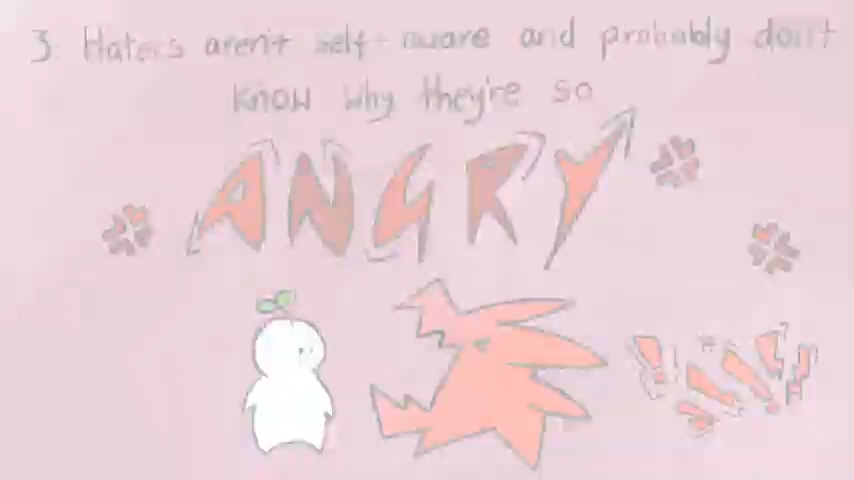 3: Haters aren't self-aware and probably don't
know why they're so
ANGRY